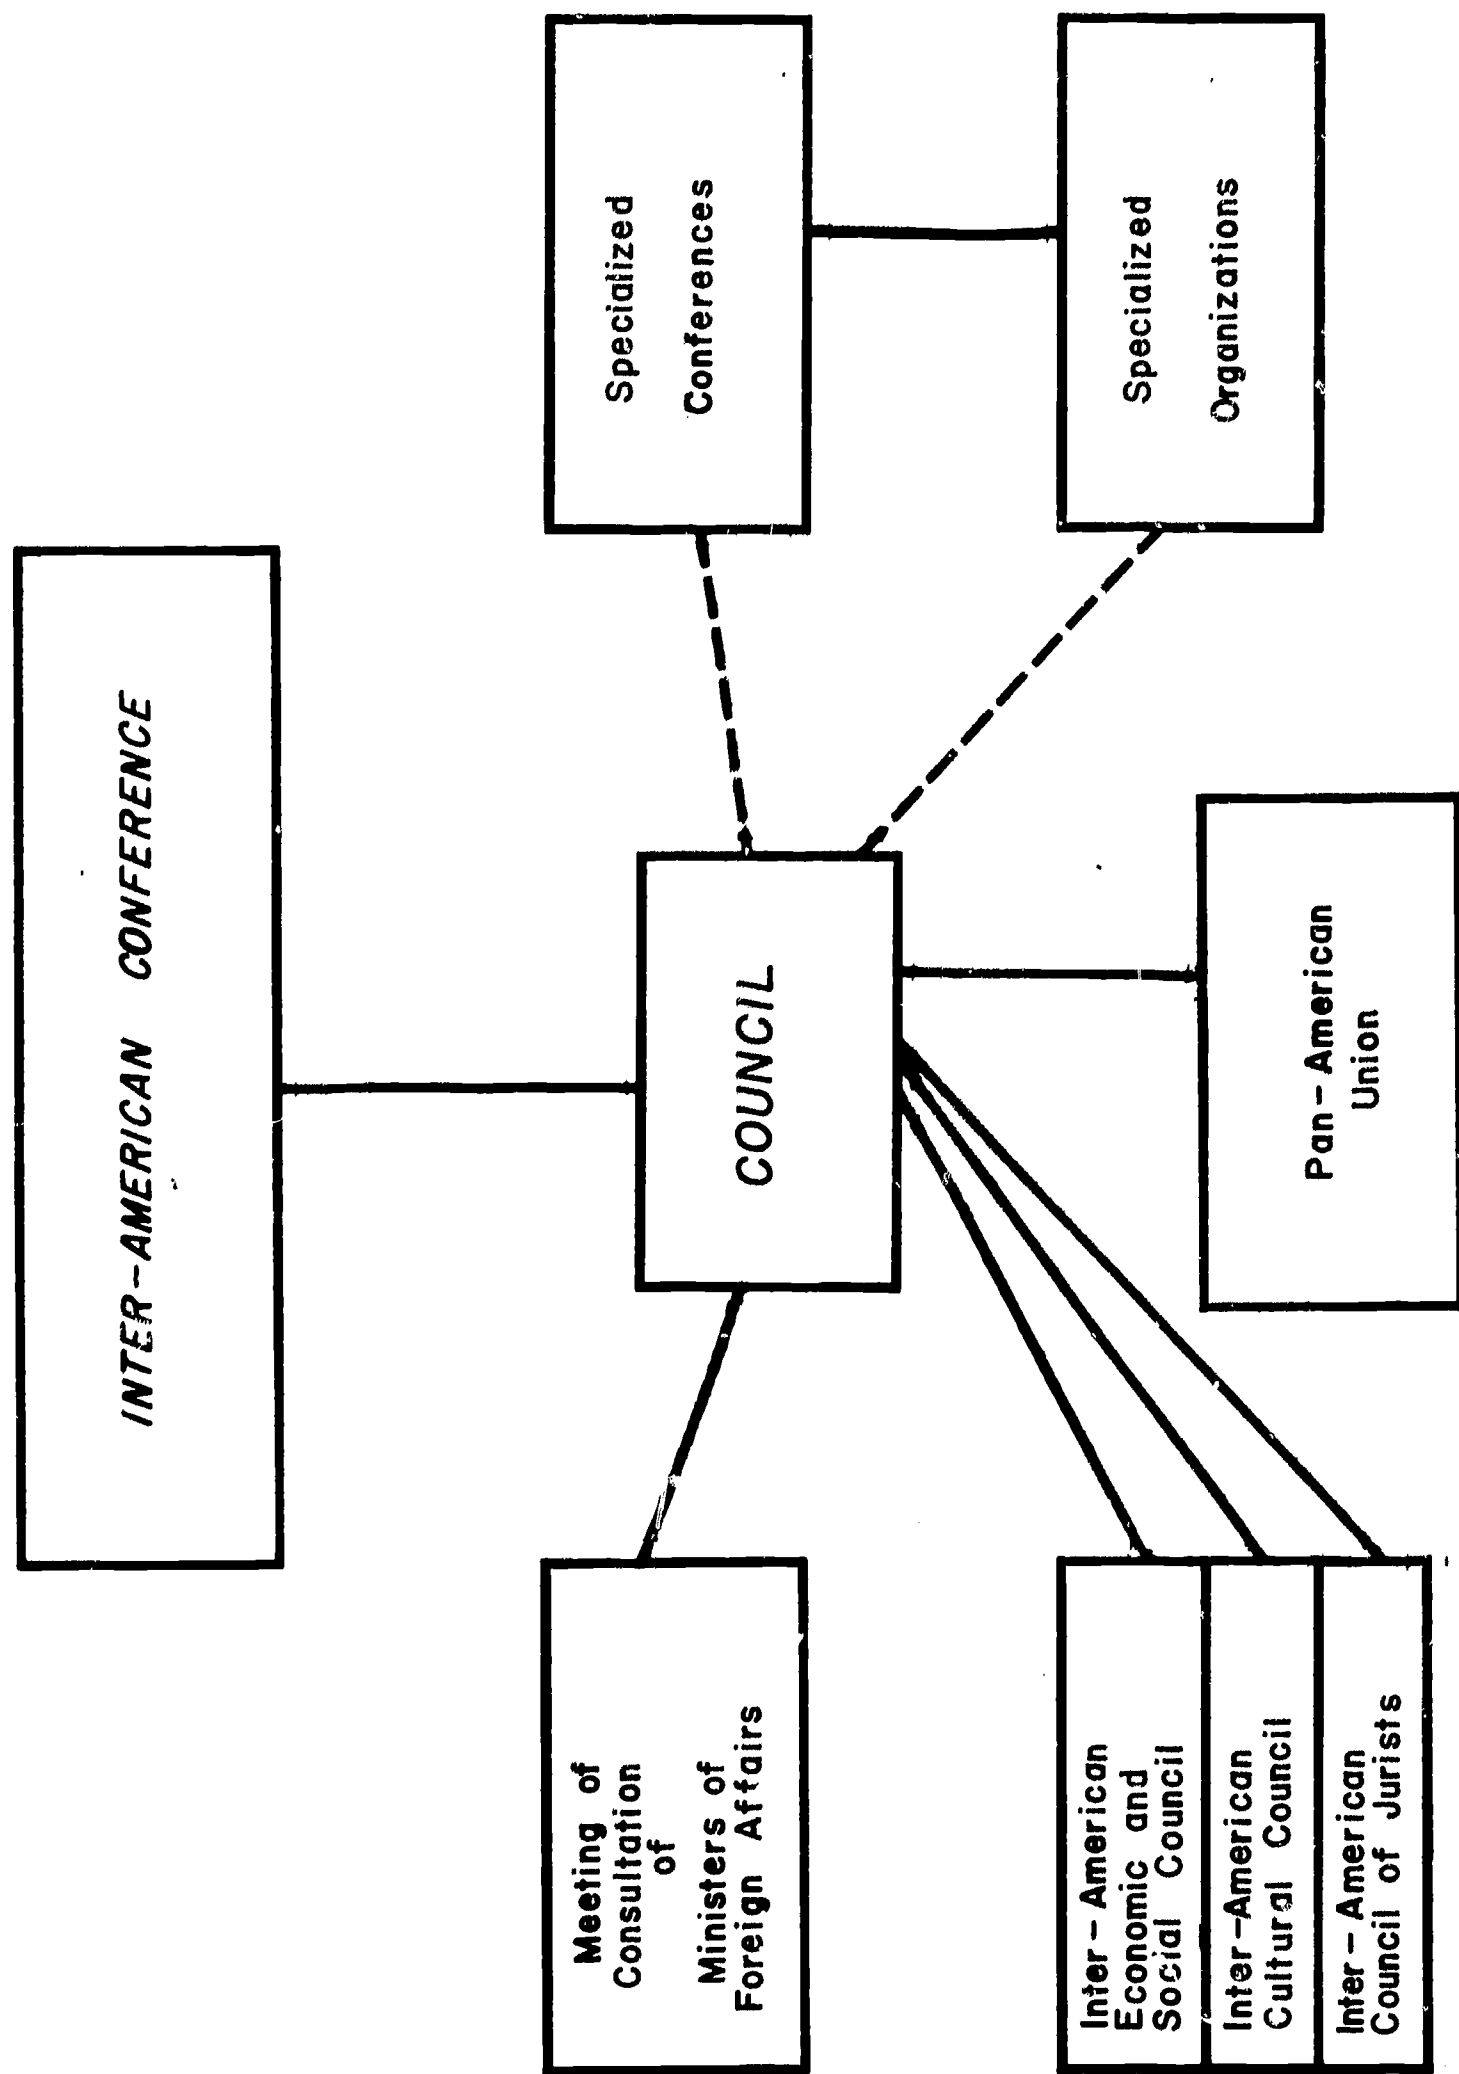 INTER-AMERICAN CONFERENCE
Meeting of
Consultation
of
Ministers of
Foreign Affairs
COUNCIL
Specialized
Conferences
Inter-American
Economic and
Social Council
Inter-American
Cultural Council
Inter-American
Council of Jurists
Pan-American
Union
Specialized
Organizations